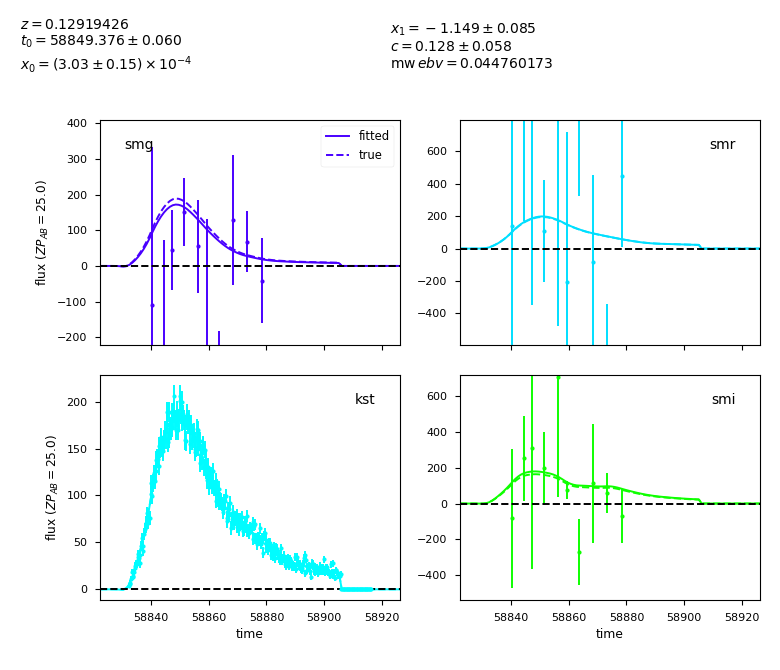 z = 0.12919426
t₀ = 58849.376 ± 0.060
x₀ = (3.03 ± 0.15) × 10⁻⁴
x₁ = −1.149 ± 0.085
c = 0.128 ± 0.058
mw ebv = 0.044760173
smg
fitted
true
400
300
200
100
0
−100
−200
flux (ZP_AB = 25.0)
smr
600
400
200
0
−200
−400
kst
200
150
100
50
0
flux (ZP_AB = 25.0)
58840 58860 58880 58900 58920
time
smi
600
400
200
0
−200
−400
58840 58860 58880 58900 58920
time